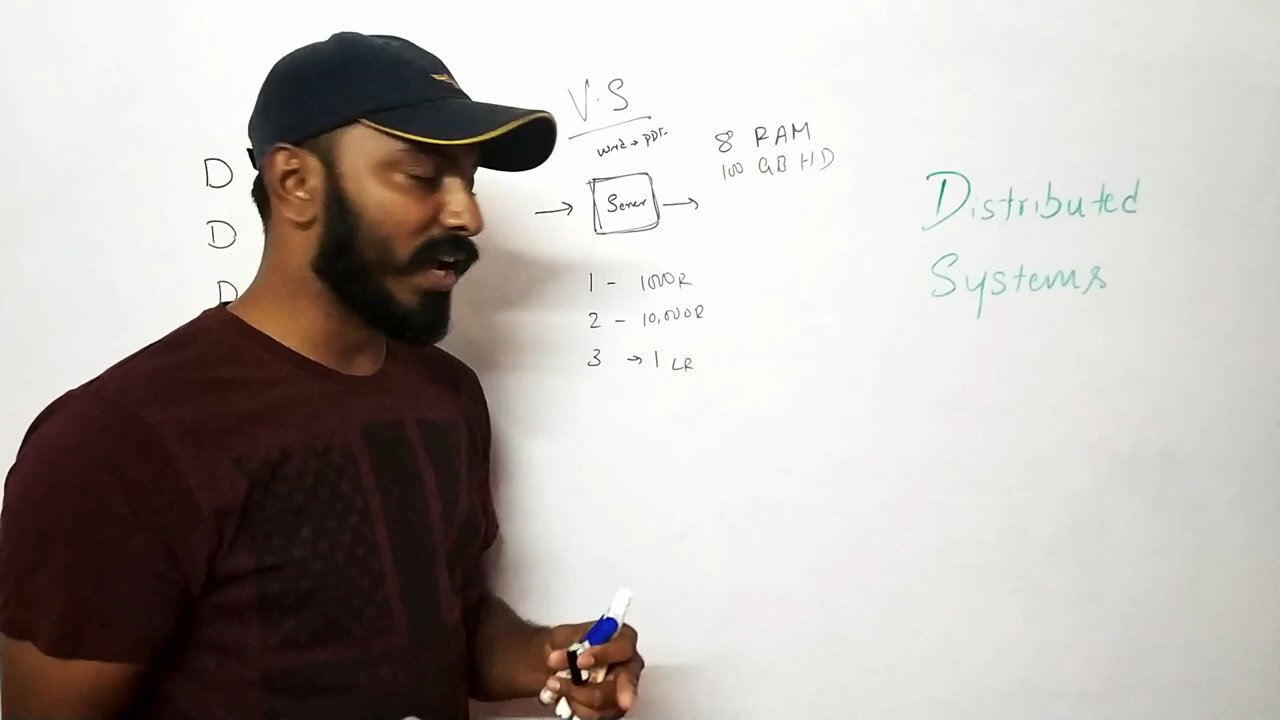 V.S
word → PDF
8 RAM
100 GB HD
D
→ Server →
D
D
1 - 1000R
2 - 10,000R
3 → 1 LR
Distributed
Systems